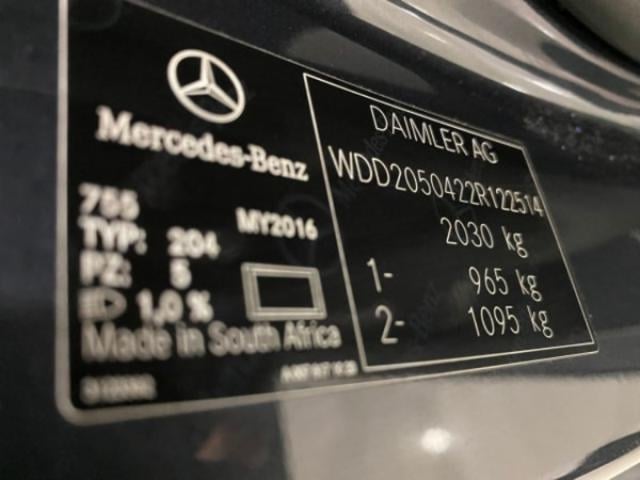 Mercedes-Benz
755
MY2016
TYP: 204
PZ: 5
1,0 %
Made in South Africa
DAIMLER AG
WDD2050422R122514
2030 kg
1- 965 kg
2- 1095 kg